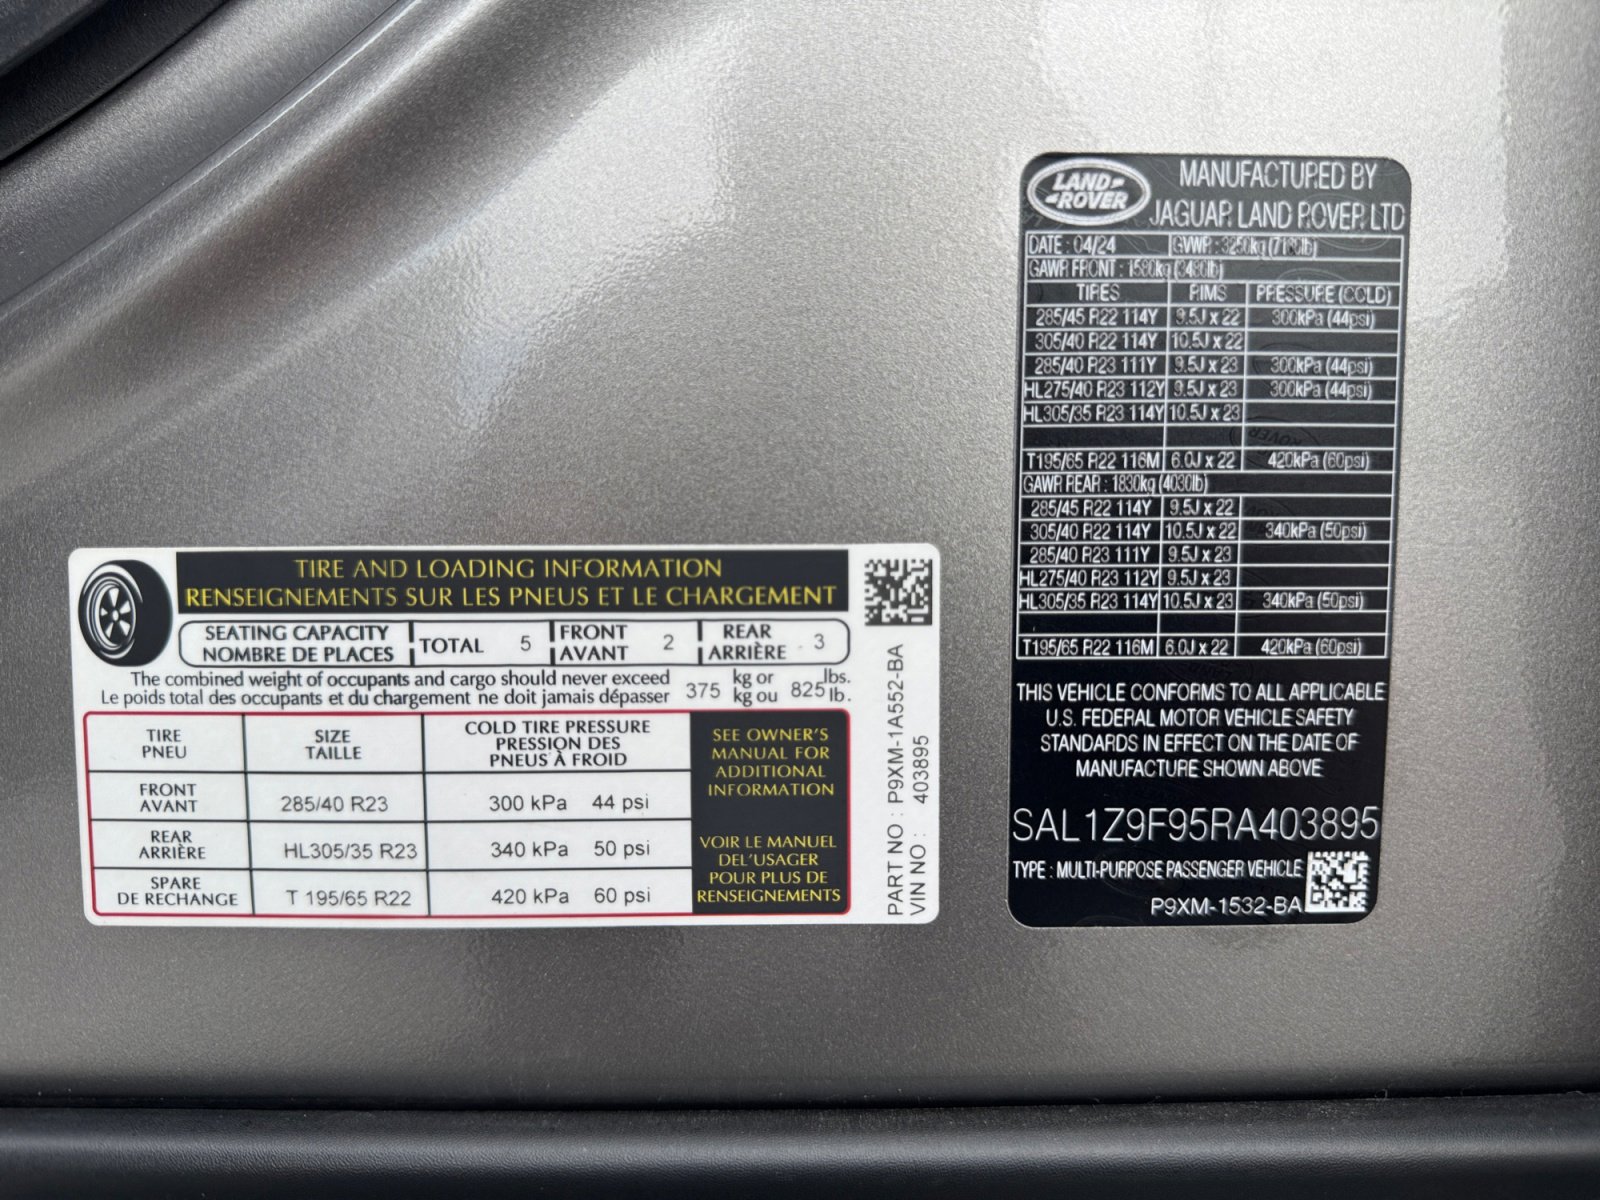 TIRE AND LOADING INFORMATION
RENSEIGNEMENTS SUR LES PNEUS ET LE CHARGEMENT
SEATING CAPACITY
NOMBRE DE PLACES
TOTAL 5
FRONT
AVANT 2
REAR
ARRIÈRE 3
The combined weight of occupants and cargo should never exceed
Le poids total des occupants et du chargement ne doit jamais dépasser
375 kg or
kg ou 825 lbs.
lb.
TIRE
PNEU
SIZE
TAILLE
COLD TIRE PRESSURE
PRESSION DES
PNEUS À FROID
FRONT
AVANT
285/40 R23
300 kPa 44 psi
REAR
ARRIÈRE
HL305/35 R23
340 kPa 50 psi
SPARE
DE RECHANGE
T 195/65 R22
420 kPa 60 psi
SEE OWNER'S
MANUAL FOR
ADDITIONAL
INFORMATION
VOIR LE MANUEL
DEL'USAGER
POUR PLUS DE
RENSEIGNEMENTS
PART NO : P9XM-1A552-BA
VIN NO : 403895
LAND
ROVER
MANUFACTURED BY
JAGUAR LAND ROVER LTD
DATE : 04/24 GVWR : 3250kg (7180lb)
GAWR FRONT : 1580kg (3480lb)
TIRES RIMS PRESSURE (COLD)
285/45 R22 114Y 9.5J x 22 300kPa (44psi)
305/40 R22 114Y 10.5J x 22
285/40 R23 111Y 9.5J x 23 300kPa (44psi)
HL275/40 R23 112Y 9.5J x 23 300kPa (44psi)
HL305/35 R23 114Y 10.5J x 23
T195/65 R22 116M 6.0J x 22 420kPa (60psi)
GAWR REAR : 1830kg (4030lb)
285/45 R22 114Y 9.5J x 22
305/40 R22 114Y 10.5J x 22 340kPa (50psi)
285/40 R23 111Y 9.5J x 23
HL275/40 R23 112Y 9.5J x 23
HL305/35 R23 114Y 10.5J x 23 340kPa (50psi)
T195/65 R22 116M 6.0J x 22 420kPa (60psi)
THIS VEHICLE CONFORMS TO ALL APPLICABLE
U.S. FEDERAL MOTOR VEHICLE SAFETY
STANDARDS IN EFFECT ON THE DATE OF
MANUFACTURE SHOWN ABOVE
SAL1Z9F95RA403895
TYPE : MULTI-PURPOSE PASSENGER VEHICLE
P9XM-1532-BA